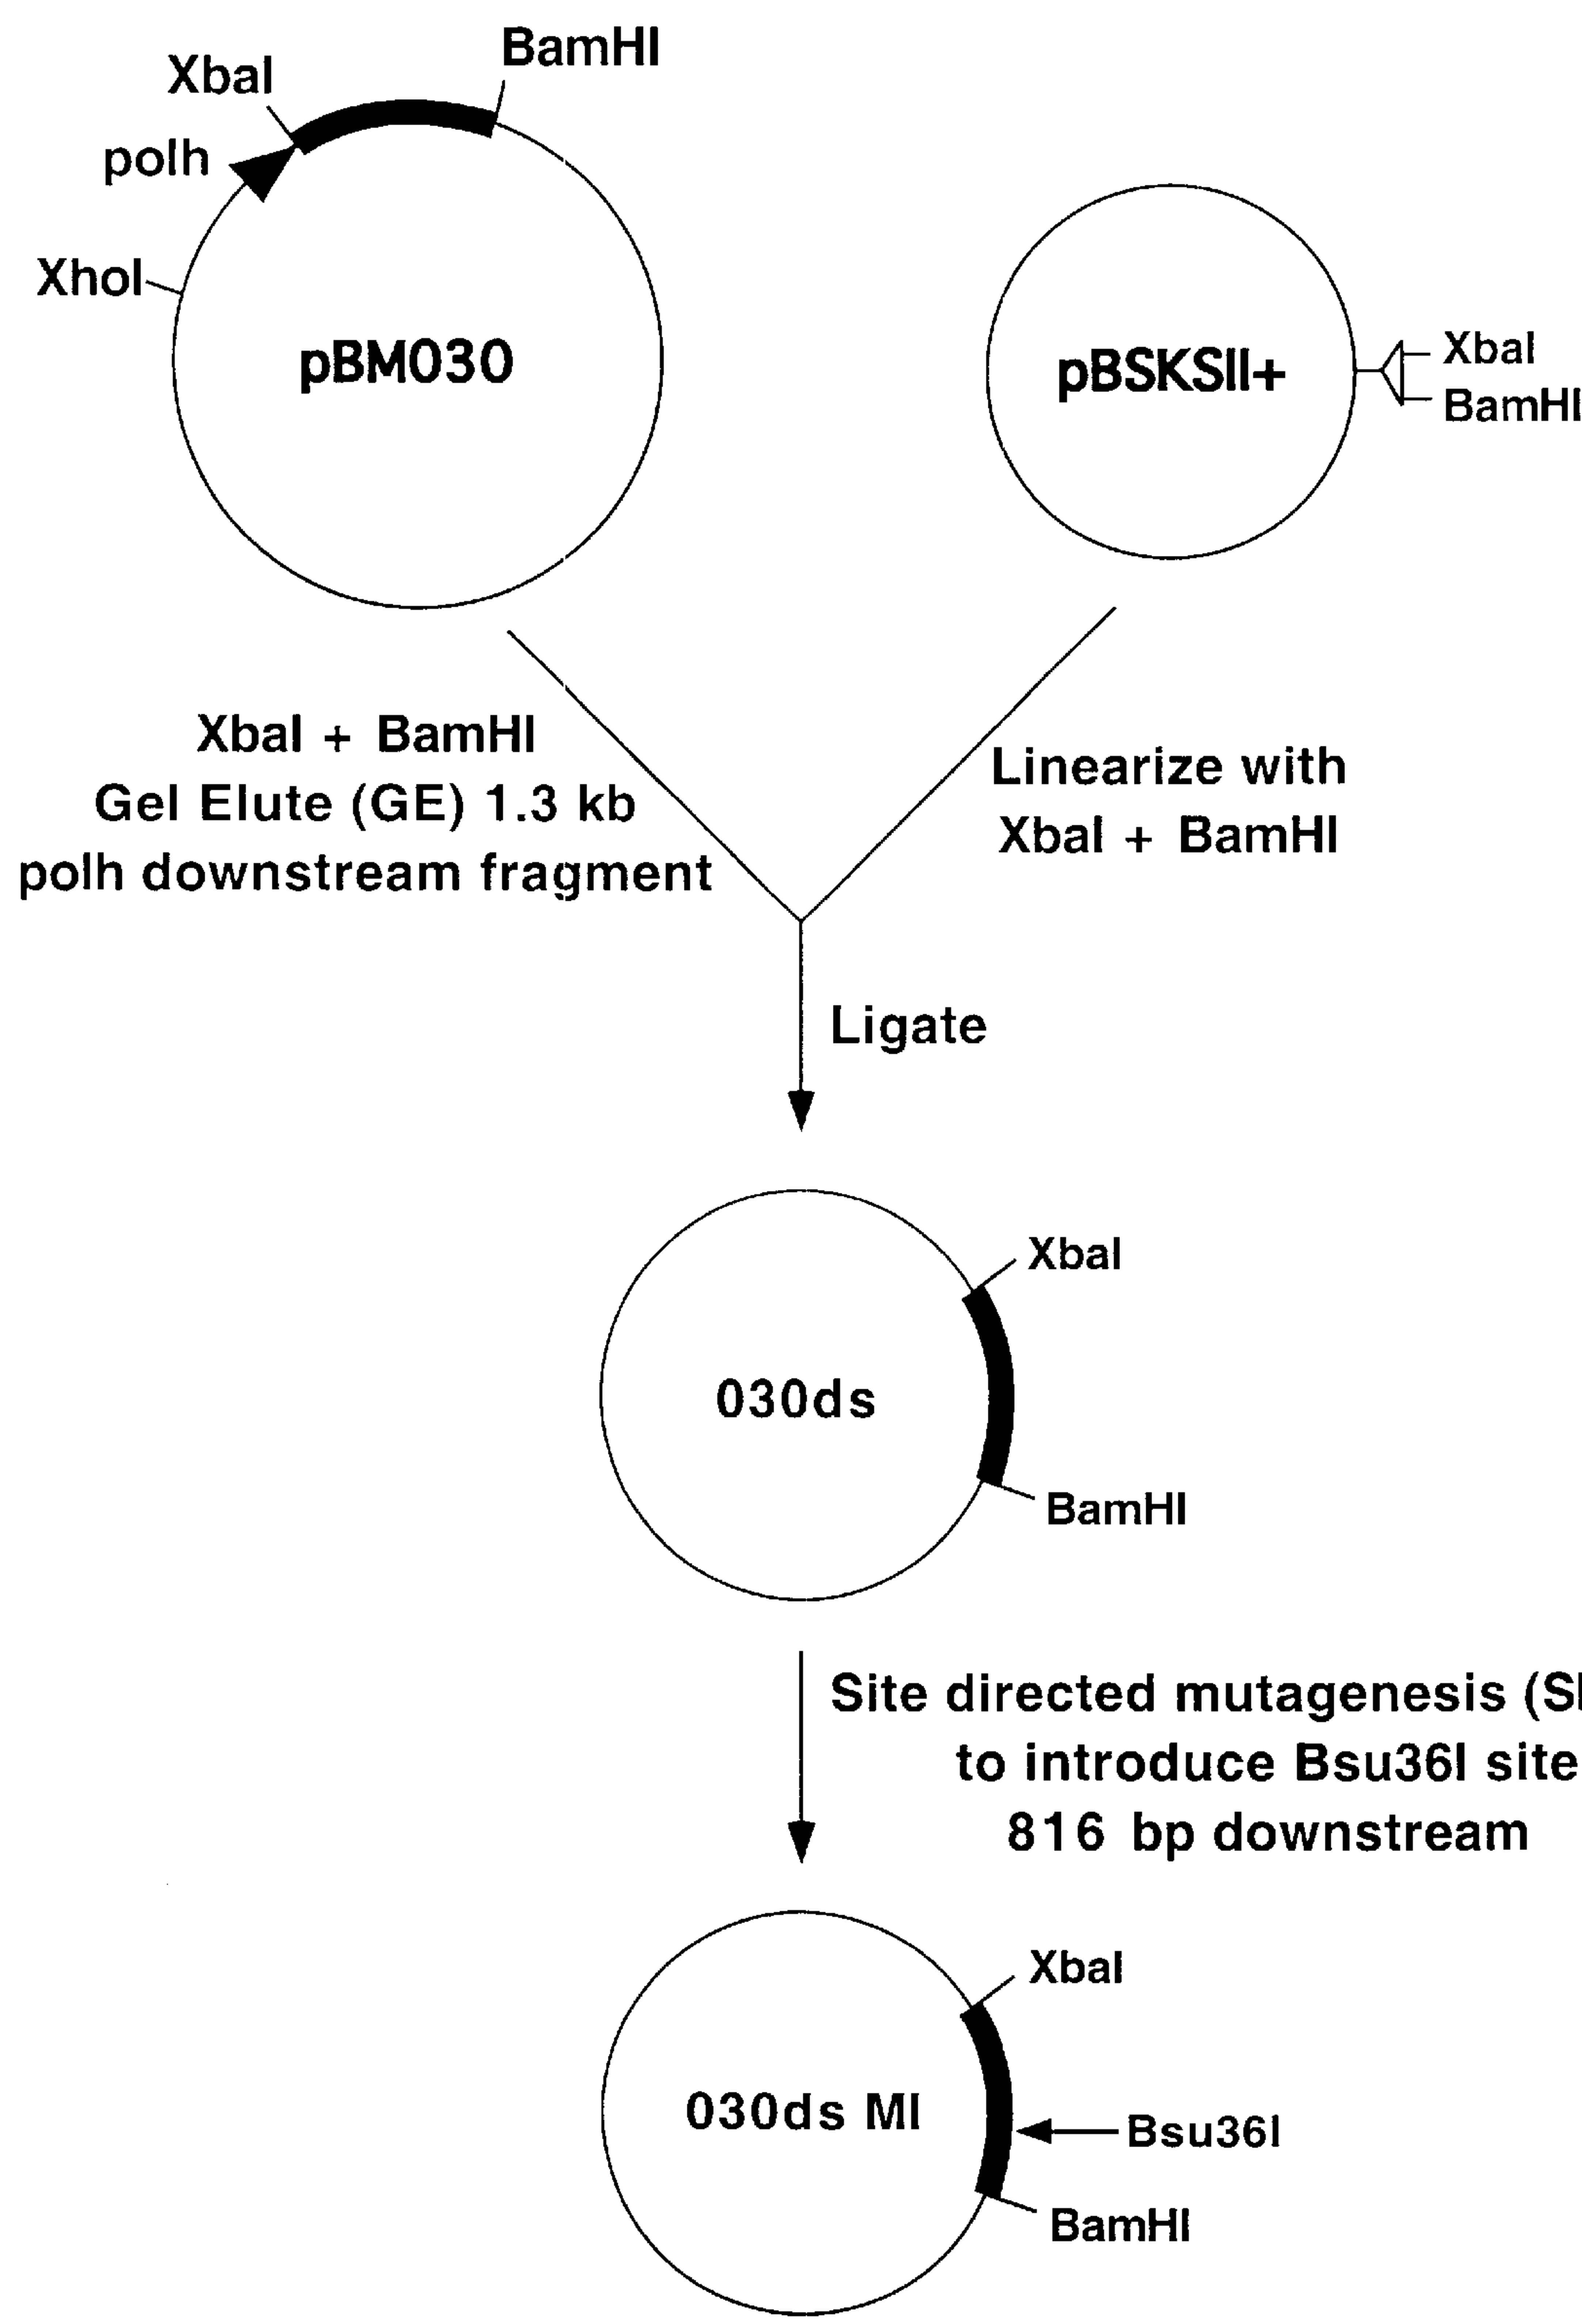 BamHI
XbaI
polh
XhoI
pBM030
pBSKSII+
XbaI
BamHI
XbaI + BamHI
Gel Elute (GE) 1.3 kb
polh downstream fragment
Linearize with
XbaI + BamHI
Ligate
XbaI
030ds
BamHI
Site directed mutagenesis
to introduce Bsu36I site
816 bp downstream
XbaI
030ds MI
Bsu36I
BamHI